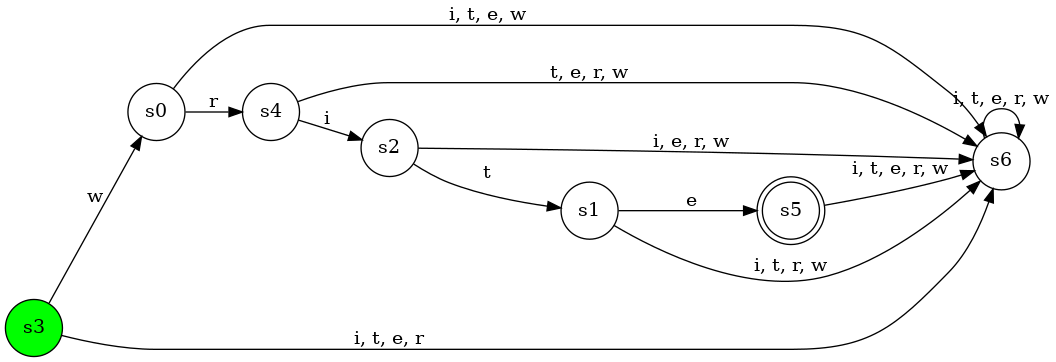 i, t, e, w
t, e, r, w
i, t, e, r, w
s0
r
s4
i
s2
i, e, r, w
s6
t
i, t, e, r, w
w
s1
e
s5
i, t, r, w
s3
i, t, e, r